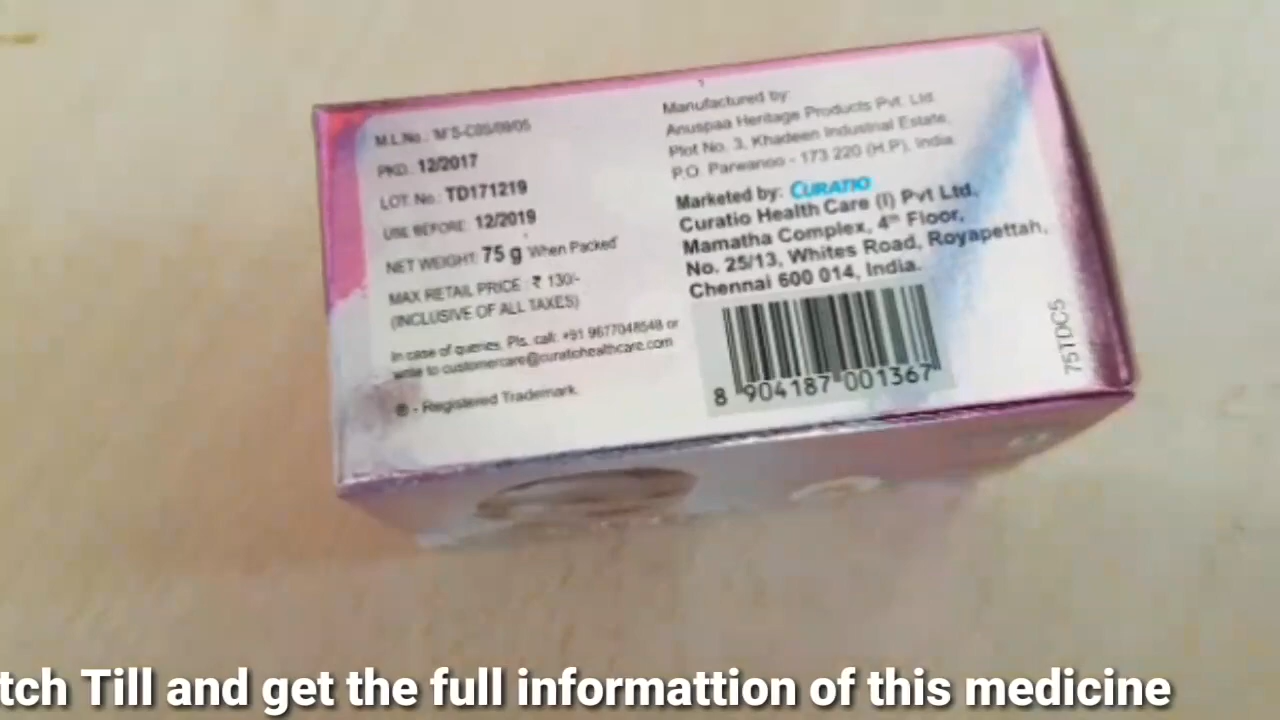 M.L.No.: M'S-COS/09/05
PKD.: 12/2017
LOT. No.: TD171219
USE BEFORE: 12/2019
NET WEIGHT: 75 g When Packed
MAX RETAIL PRICE : ₹ 130/-
(INCLUSIVE OF ALL TAXES)
In case of queries, Pls. call: +91 9677048548 or
write to customercare@curatiohealthcare.com
® - Registered Trademark.
Manufactured by:
Anuspaa Heritage Products Pvt. Ltd.
Plot No. 3, Khadeen Industrial Estate,
P.O. Parwanoo - 173 220 (H.P), India.
Marketed by: CURATIO
Curatio Health Care (I) Pvt Ltd.,
Mamatha Complex, 4th Floor,
No. 25/13, Whites Road, Royapettah,
Chennai 600 014, India.
8 904187 001367
75TDC5
tch Till and get the full informattion of this medicine